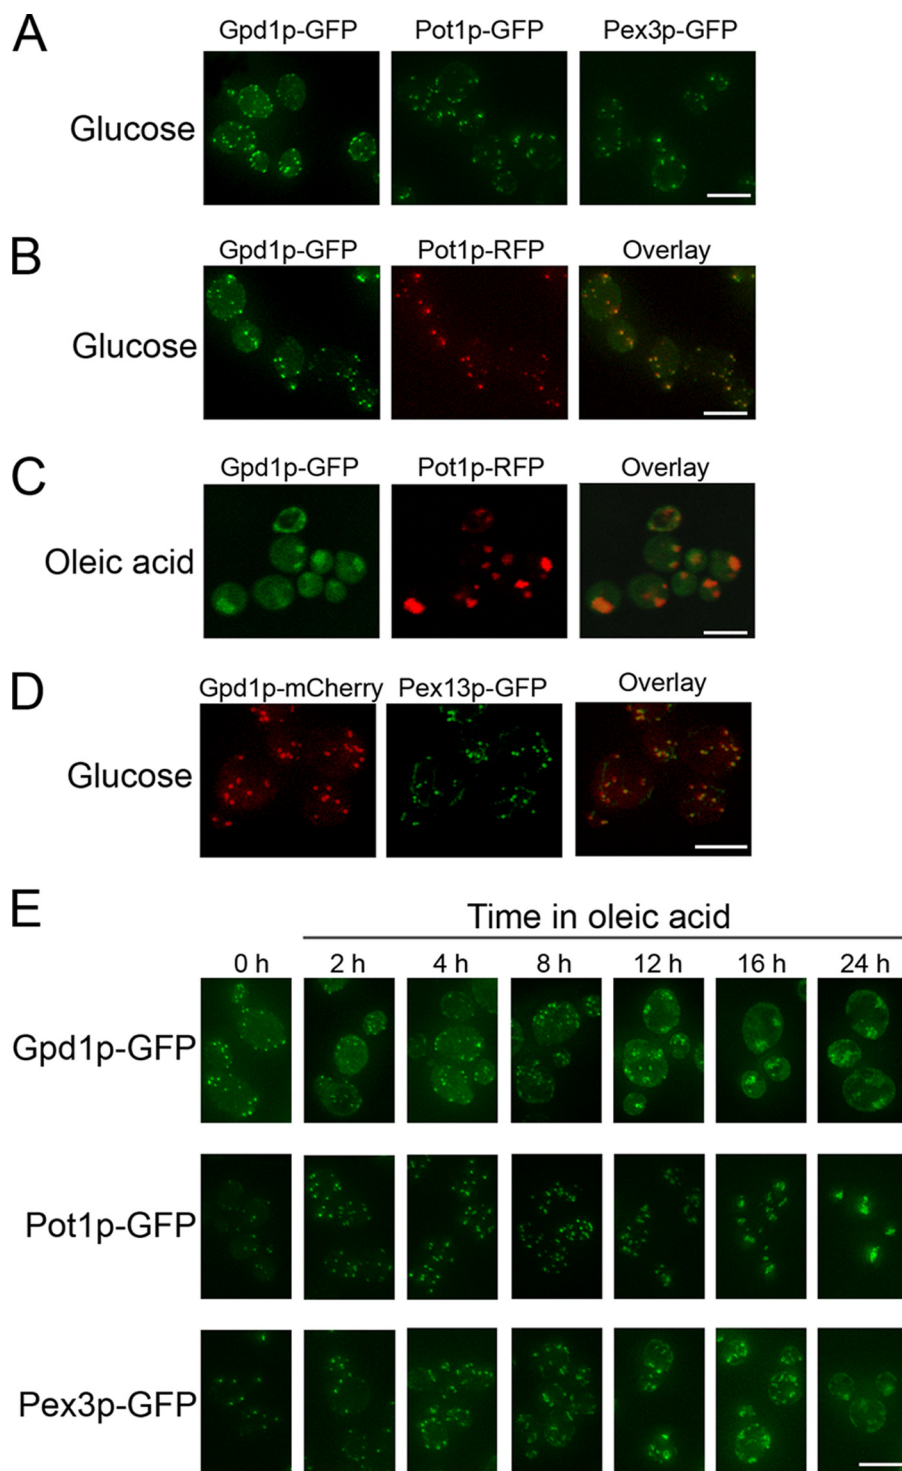 A
Gpd1p-GFP Pot1p-GFP Pex3p-GFP
Glucose
B
Gpd1p-GFP Pot1p-RFP Overlay
Glucose
C
Gpd1p-GFP Pot1p-RFP Overlay
Oleic acid
D
Gpd1p-mCherry Pex13p-GFP Overlay
Glucose
E
Time in oleic acid
0 h 2 h 4 h 8 h 12 h 16 h 24 h
Gpd1p-GFP
Pot1p-GFP
Pex3p-GFP